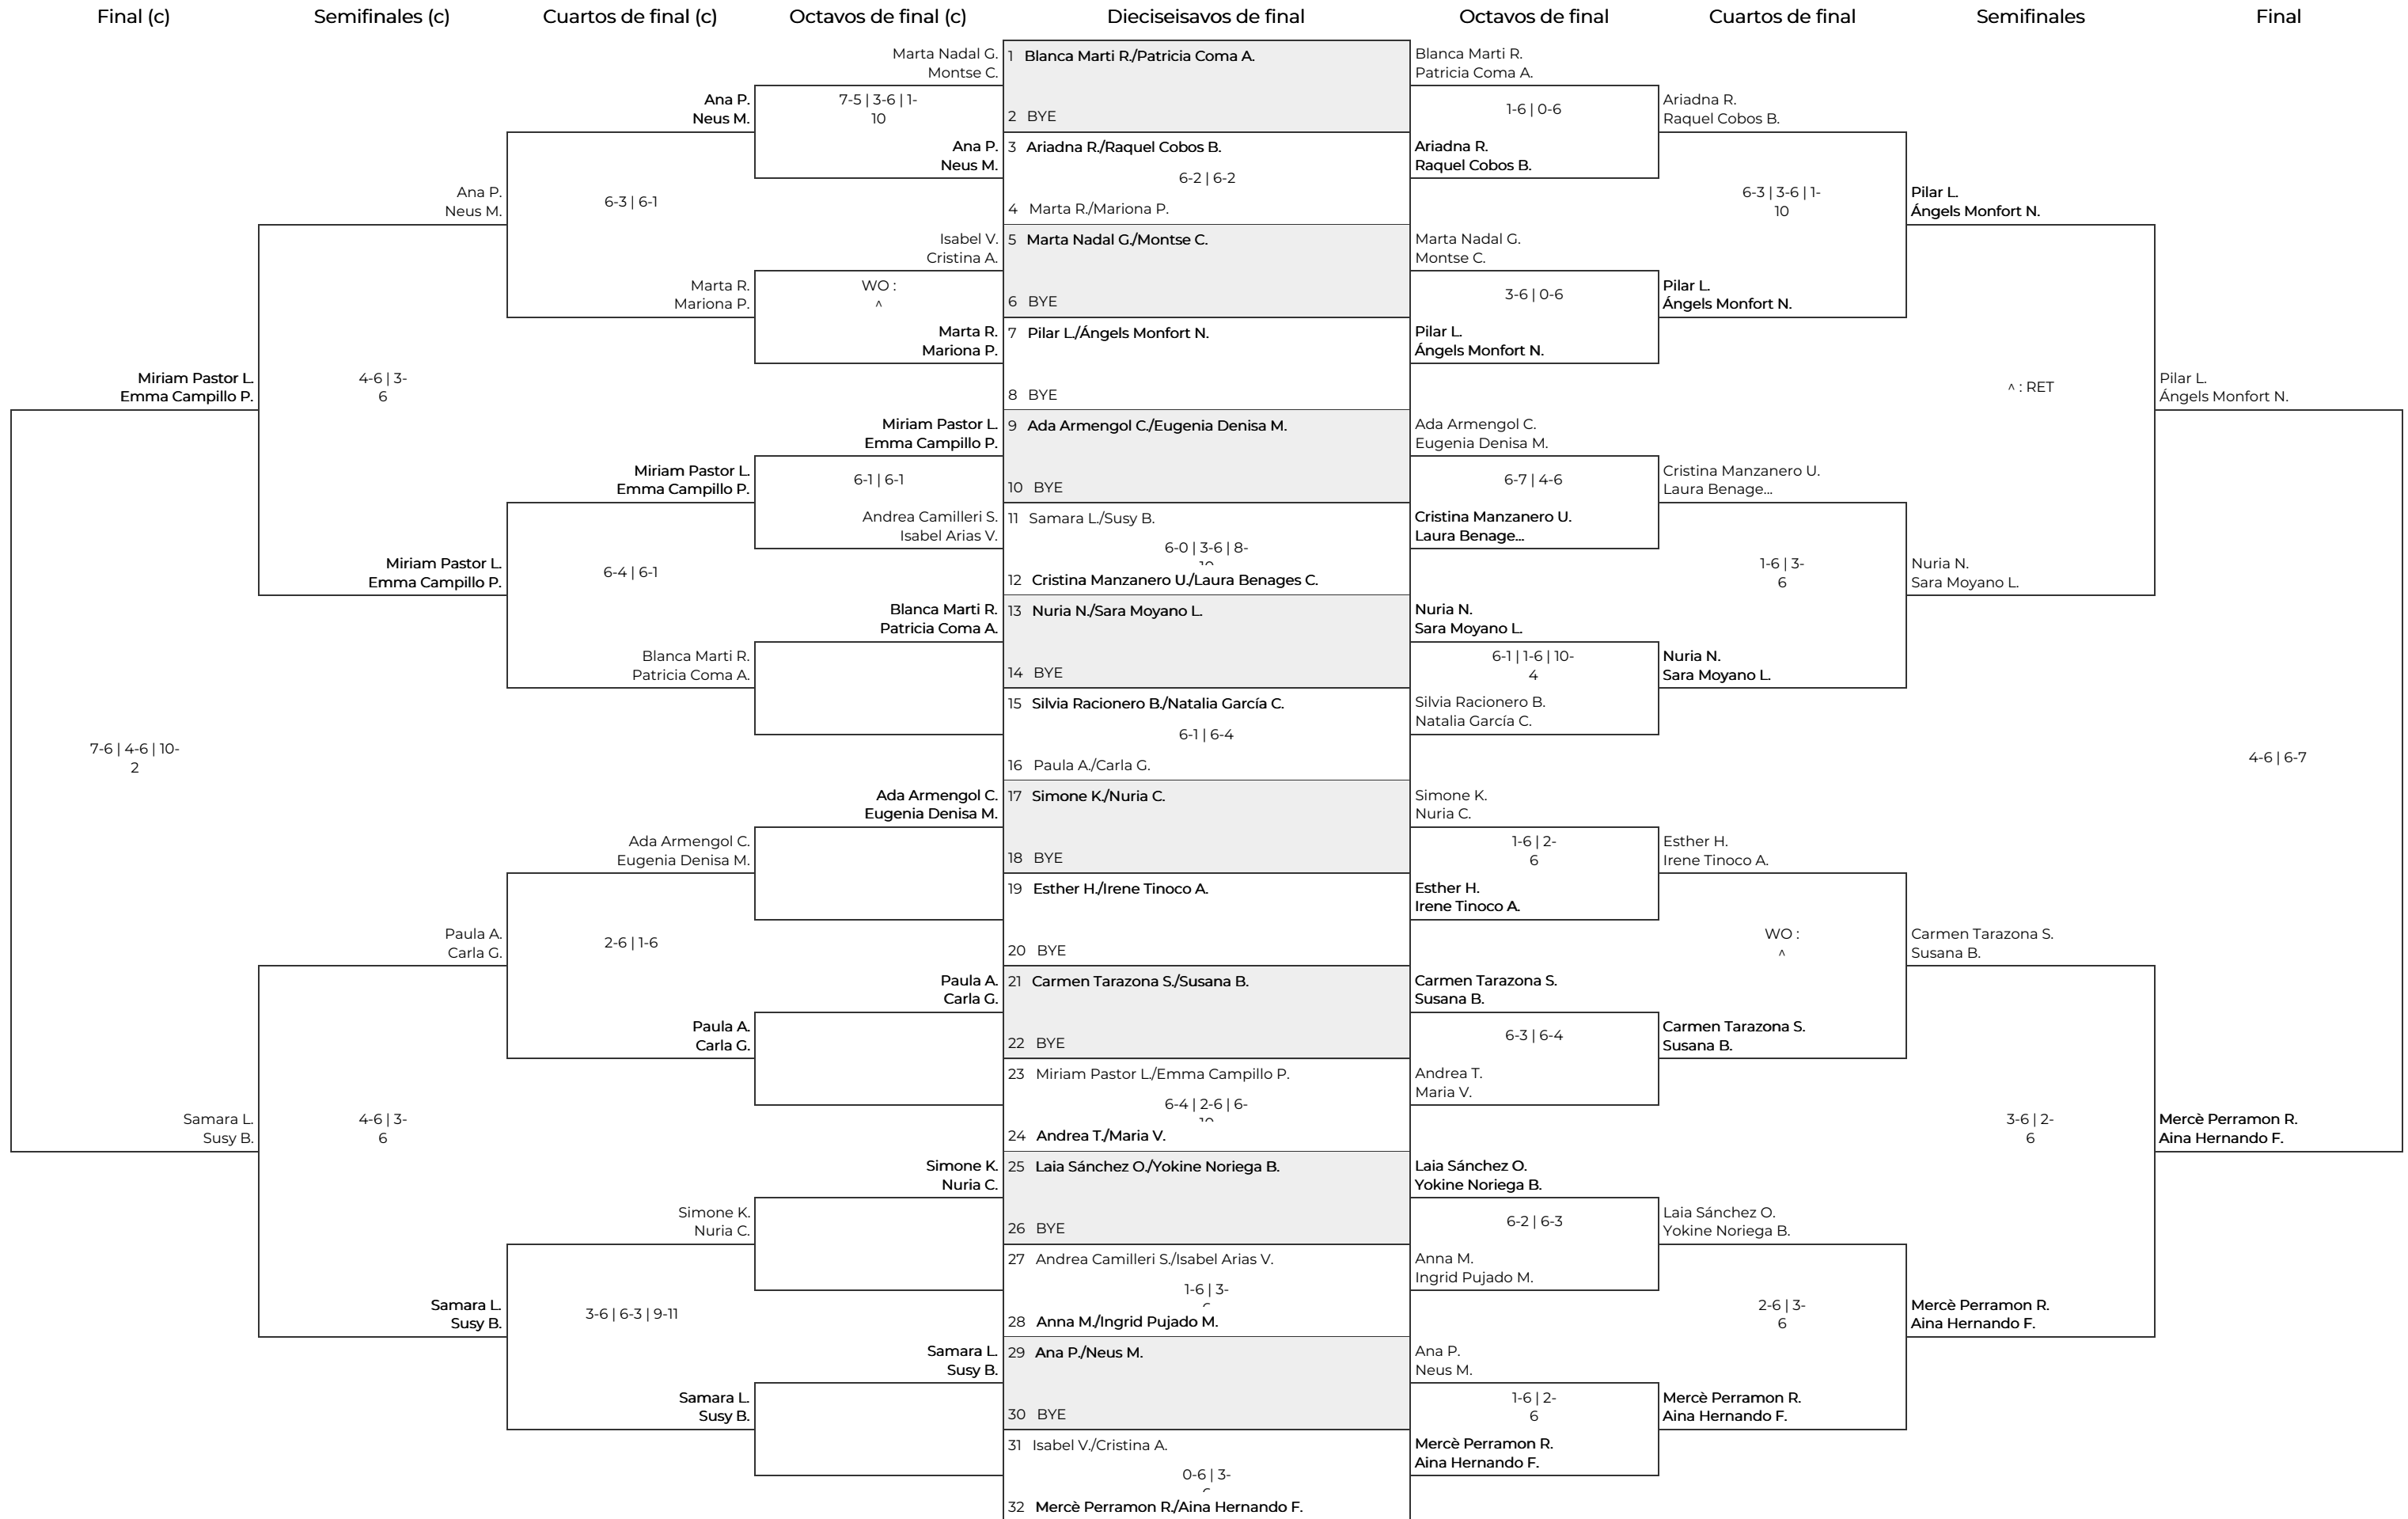 Final (c)
Semifinales (c)
Cuartos de final (c)
Octavos de final (c)
Dieciseisavos de final
Octavos de final
Cuartos de final
Semifinales
Final
Miriam Pastor L.
Emma Campillo P.
7-6 | 4-6 | 10-
2
Samara L.
Susy B.
Ana P.
Neus M.
4-6 | 3-
6
Miriam Pastor L.
Emma Campillo P.
Paula A.
Carla G.
4-6 | 3-
6
Samara L.
Susy B.
Ana P.
Neus M.
6-3 | 6-1
Marta R.
Mariona P.
Miriam Pastor L.
Emma Campillo P.
6-4 | 6-1
Blanca Marti R.
Patricia Coma A.
Ada Armengol C.
Eugenia Denisa M.
2-6 | 1-6
Paula A.
Carla G.
Simone K.
Nuria C.
3-6 | 6-3 | 9-11
Samara L.
Susy B.
Marta Nadal G.
Montse C.
7-5 | 3-6 | 1-
10
Ana P.
Neus M.
Isabel V.
Cristina A.
WO :
^
Marta R.
Mariona P.
Miriam Pastor L.
Emma Campillo P.
6-1 | 6-1
Andrea Camilleri S.
Isabel Arias V.
Blanca Marti R.
Patricia Coma A.
Ada Armengol C.
Eugenia Denisa M.
Paula A.
Carla G.
Simone K.
Nuria C.
Samara L.
Susy B.
1 Blanca Marti R./Patricia Coma A.
2 BYE
3 Ariadna R./Raquel Cobos B.
6-2 | 6-2
4 Marta R./Mariona P.
5 Marta Nadal G./Montse C.
6 BYE
7 Pilar L./Ángels Monfort N.
8 BYE
9 Ada Armengol C./Eugenia Denisa M.
10 BYE
11 Samara L./Susy B.
6-0 | 3-6 | 8-
12 Cristina Manzanero U./Laura Benages C.
13 Nuria N./Sara Moyano L.
14 BYE
15 Silvia Racionero B./Natalia García C.
6-1 | 6-4
16 Paula A./Carla G.
17 Simone K./Nuria C.
18 BYE
19 Esther H./Irene Tinoco A.
20 BYE
21 Carmen Tarazona S./Susana B.
22 BYE
23 Miriam Pastor L./Emma Campillo P.
6-4 | 2-6 | 6-
24 Andrea T./Maria V.
25 Laia Sánchez O./Yokine Noriega B.
26 BYE
27 Andrea Camilleri S./Isabel Arias V.
1-6 | 3-
28 Anna M./Ingrid Pujado M.
29 Ana P./Neus M.
30 BYE
31 Isabel V./Cristina A.
0-6 | 3-
32 Mercè Perramon R./Aina Hernando F.
Blanca Marti R.
Patricia Coma A.
1-6 | 0-6
Ariadna R.
Raquel Cobos B.
Marta Nadal G.
Montse C.
3-6 | 0-6
Pilar L.
Ángels Monfort N.
Ada Armengol C.
Eugenia Denisa M.
6-7 | 4-6
Cristina Manzanero U.
Laura Benage...
Nuria N.
Sara Moyano L.
6-1 | 1-6 | 10-
4
Silvia Racionero B.
Natalia García C.
Simone K.
Nuria C.
1-6 | 2-
6
Esther H.
Irene Tinoco A.
Carmen Tarazona S.
Susana B.
6-3 | 6-4
Andrea T.
Maria V.
Laia Sánchez O.
Yokine Noriega B.
6-2 | 6-3
Anna M.
Ingrid Pujado M.
Ana P.
Neus M.
1-6 | 2-
6
Mercè Perramon R.
Aina Hernando F.
Ariadna R.
Raquel Cobos B.
6-3 | 3-6 | 1-
10
Pilar L.
Ángels Monfort N.
Cristina Manzanero U.
Laura Benage...
1-6 | 3-
6
Nuria N.
Sara Moyano L.
Esther H.
Irene Tinoco A.
WO :
^
Carmen Tarazona S.
Susana B.
Laia Sánchez O.
Yokine Noriega B.
2-6 | 3-
6
Mercè Perramon R.
Aina Hernando F.
Pilar L.
Ángels Monfort N.
^ : RET
Nuria N.
Sara Moyano L.
Carmen Tarazona S.
Susana B.
3-6 | 2-
6
Mercè Perramon R.
Aina Hernando F.
Pilar L.
Ángels Monfort N.
4-6 | 6-7
Mercè Perramon R.
Aina Hernando F.